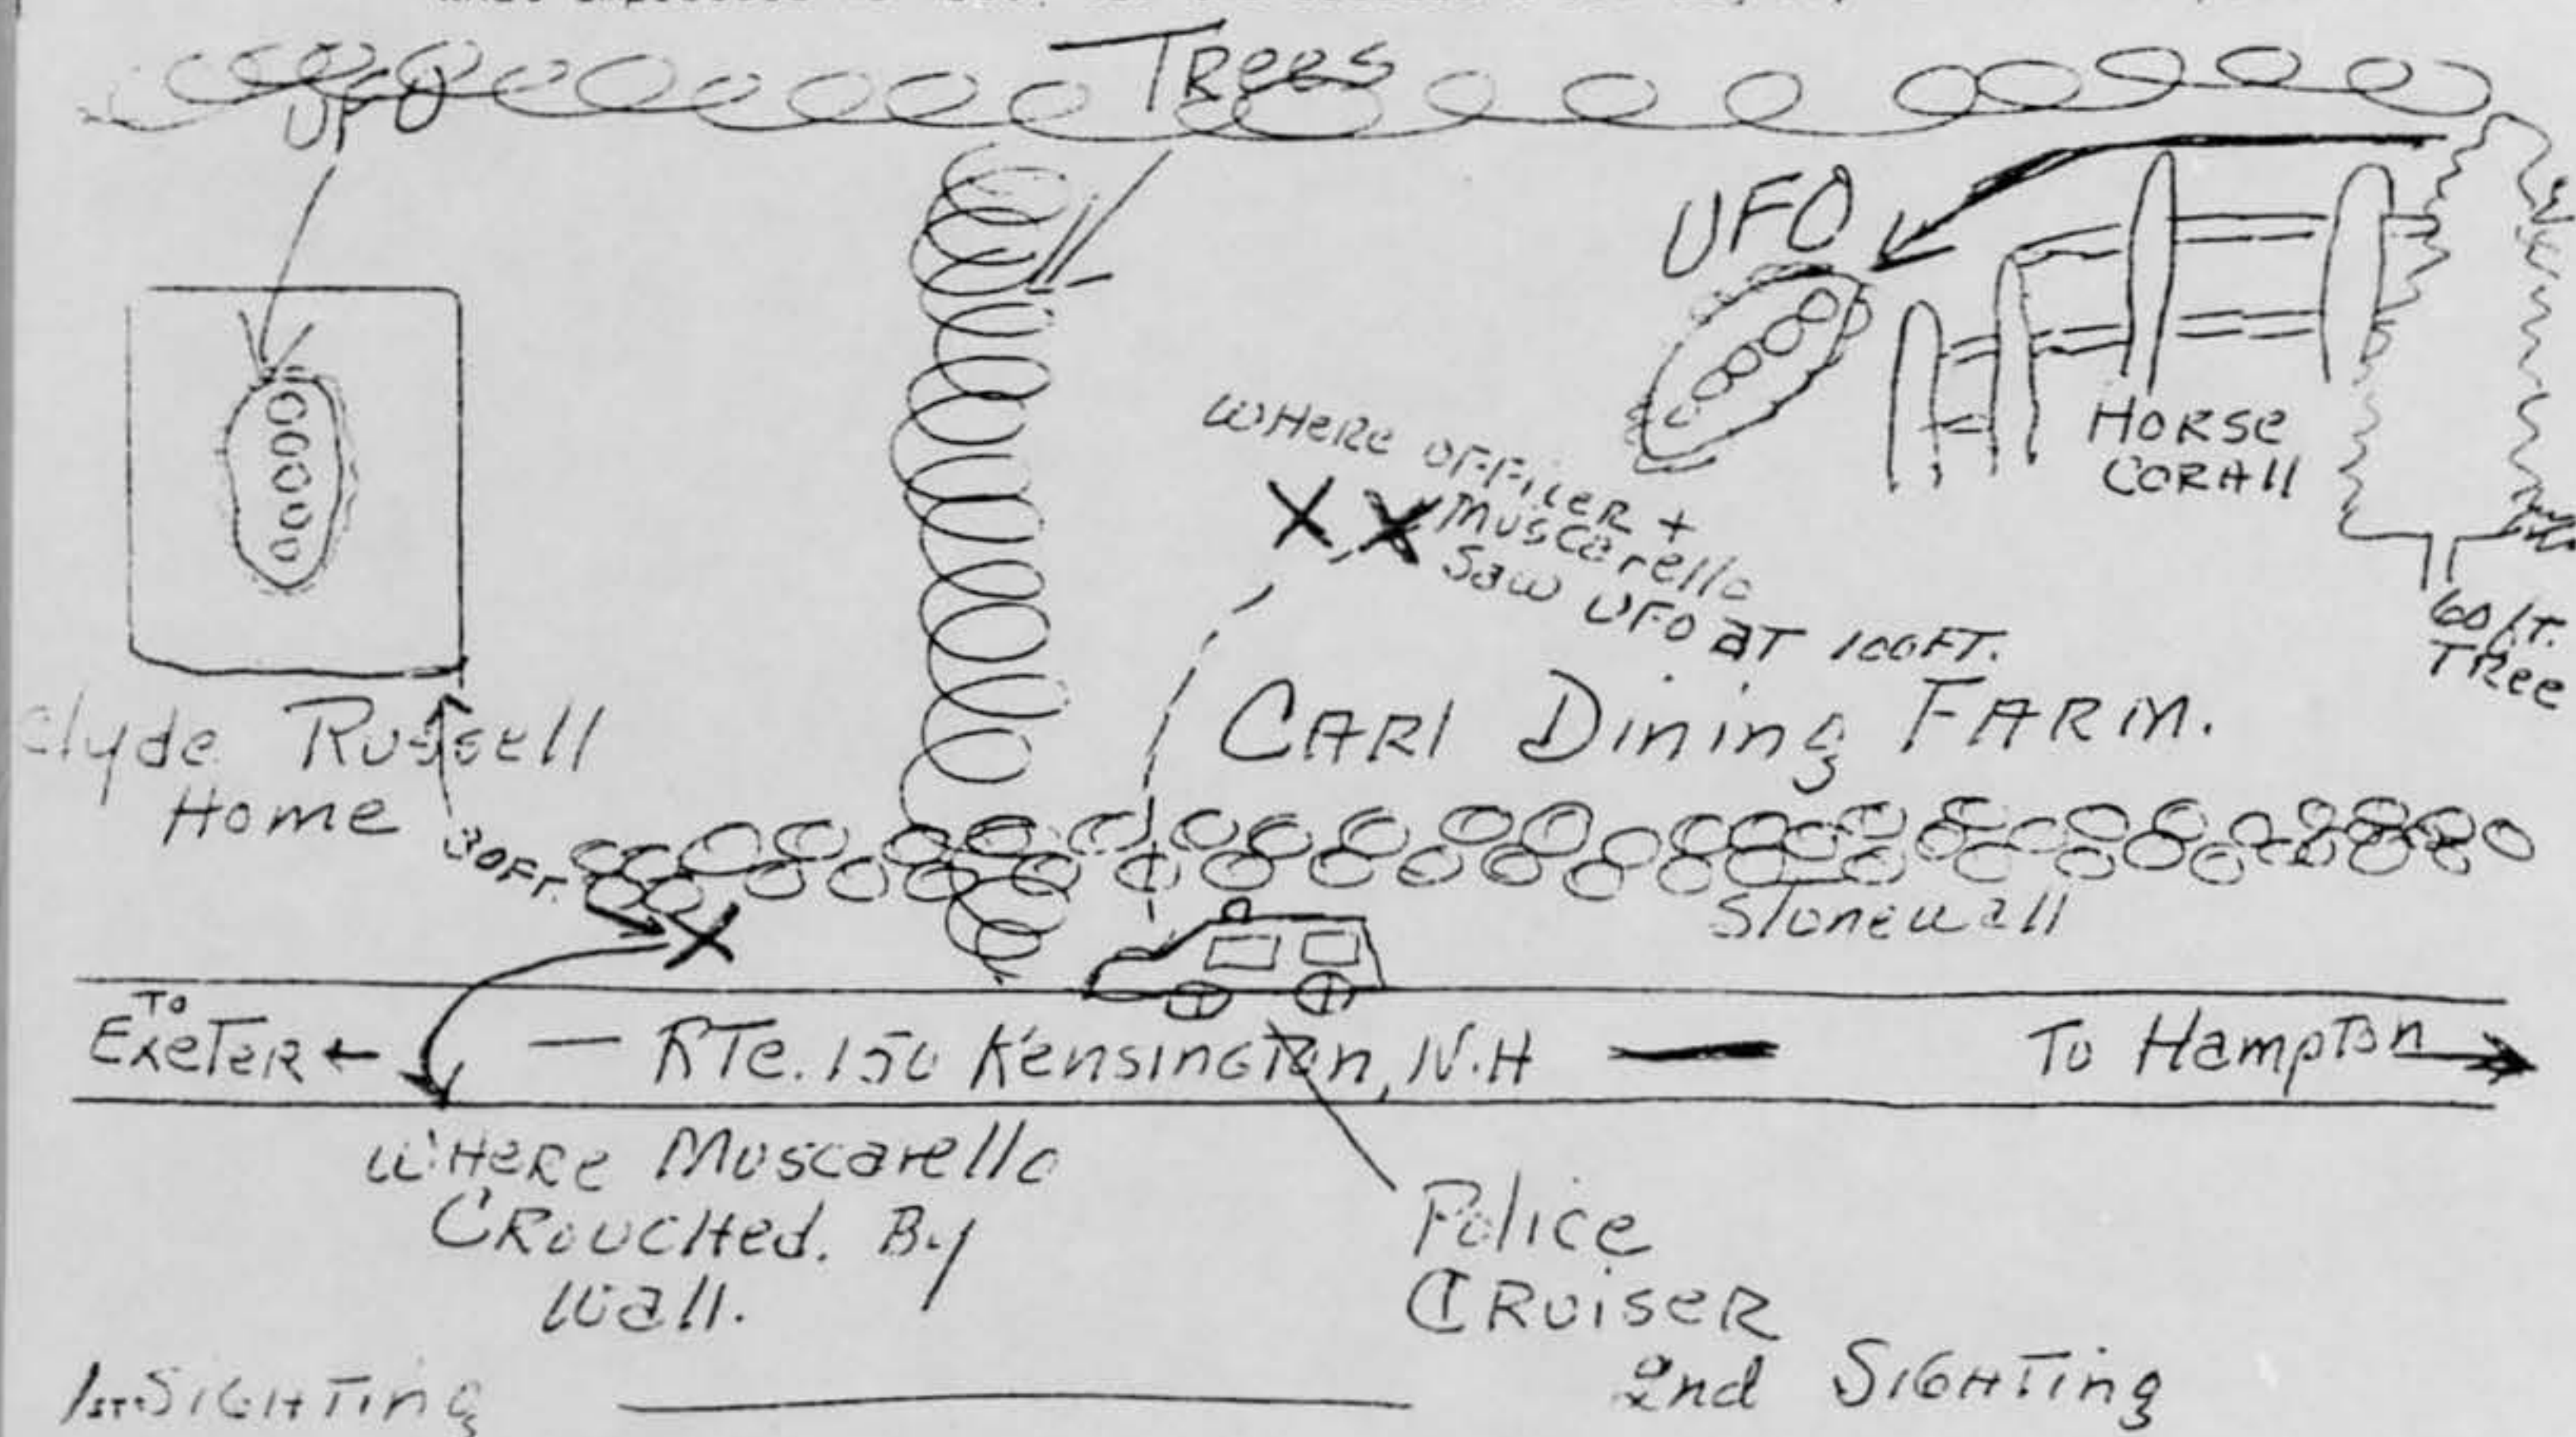 Trees
UFO
UFO
HORSE
CORAll
WHERE OFFICER +
Muscarello
Saw UFO AT 100FT.
60 FT.
TRee
CARl Dining FARM.
Clyde Russell
Home
30FT.
Stonewall
TO
EXeTeR
RTe. 150 KensingTon, N.H
To HampTon
WHERe Muscarello
CROUCHed. By
Wall.
Police
CRuiseR
1ST SIGHTing
2nd SIGHTing